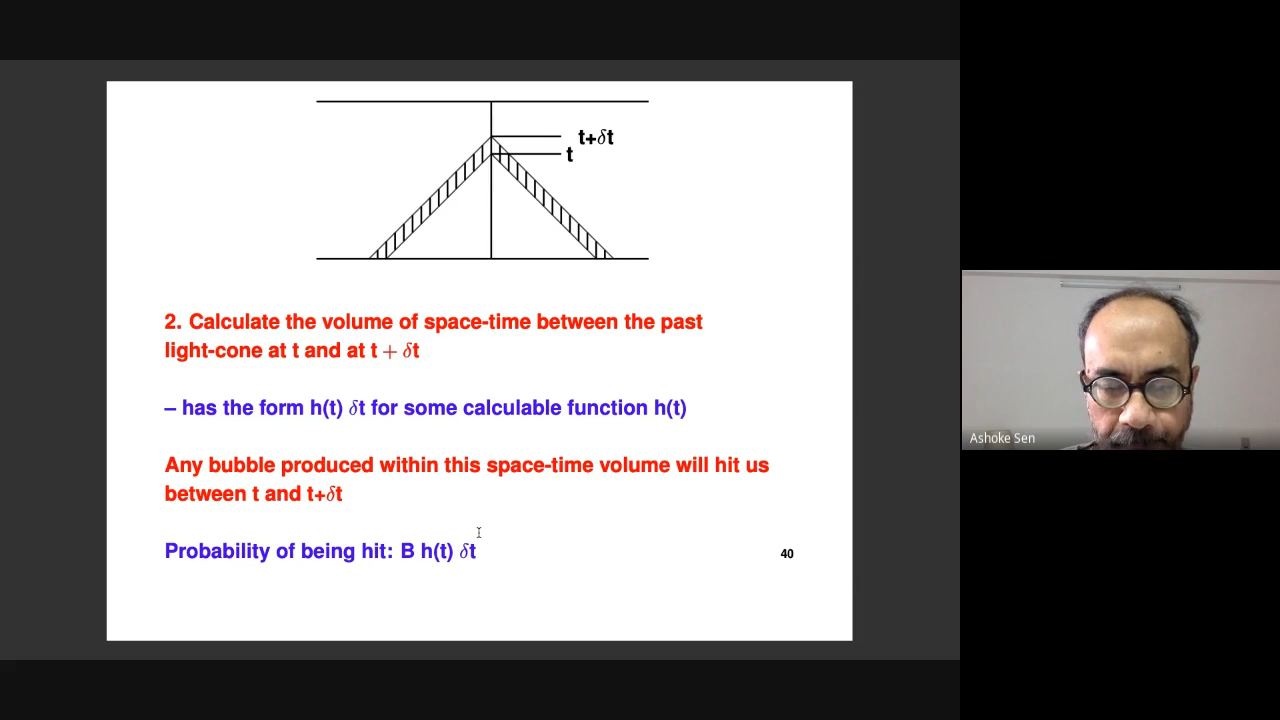 t+δt
t
2. Calculate the volume of space-time between the past
light-cone at t and at t + δt
– has the form h(t) δt for some calculable function h(t)
Any bubble produced within this space-time volume will hit us
between t and t+δt
Probability of being hit: B h(t) δt
40
Ashoke Sen